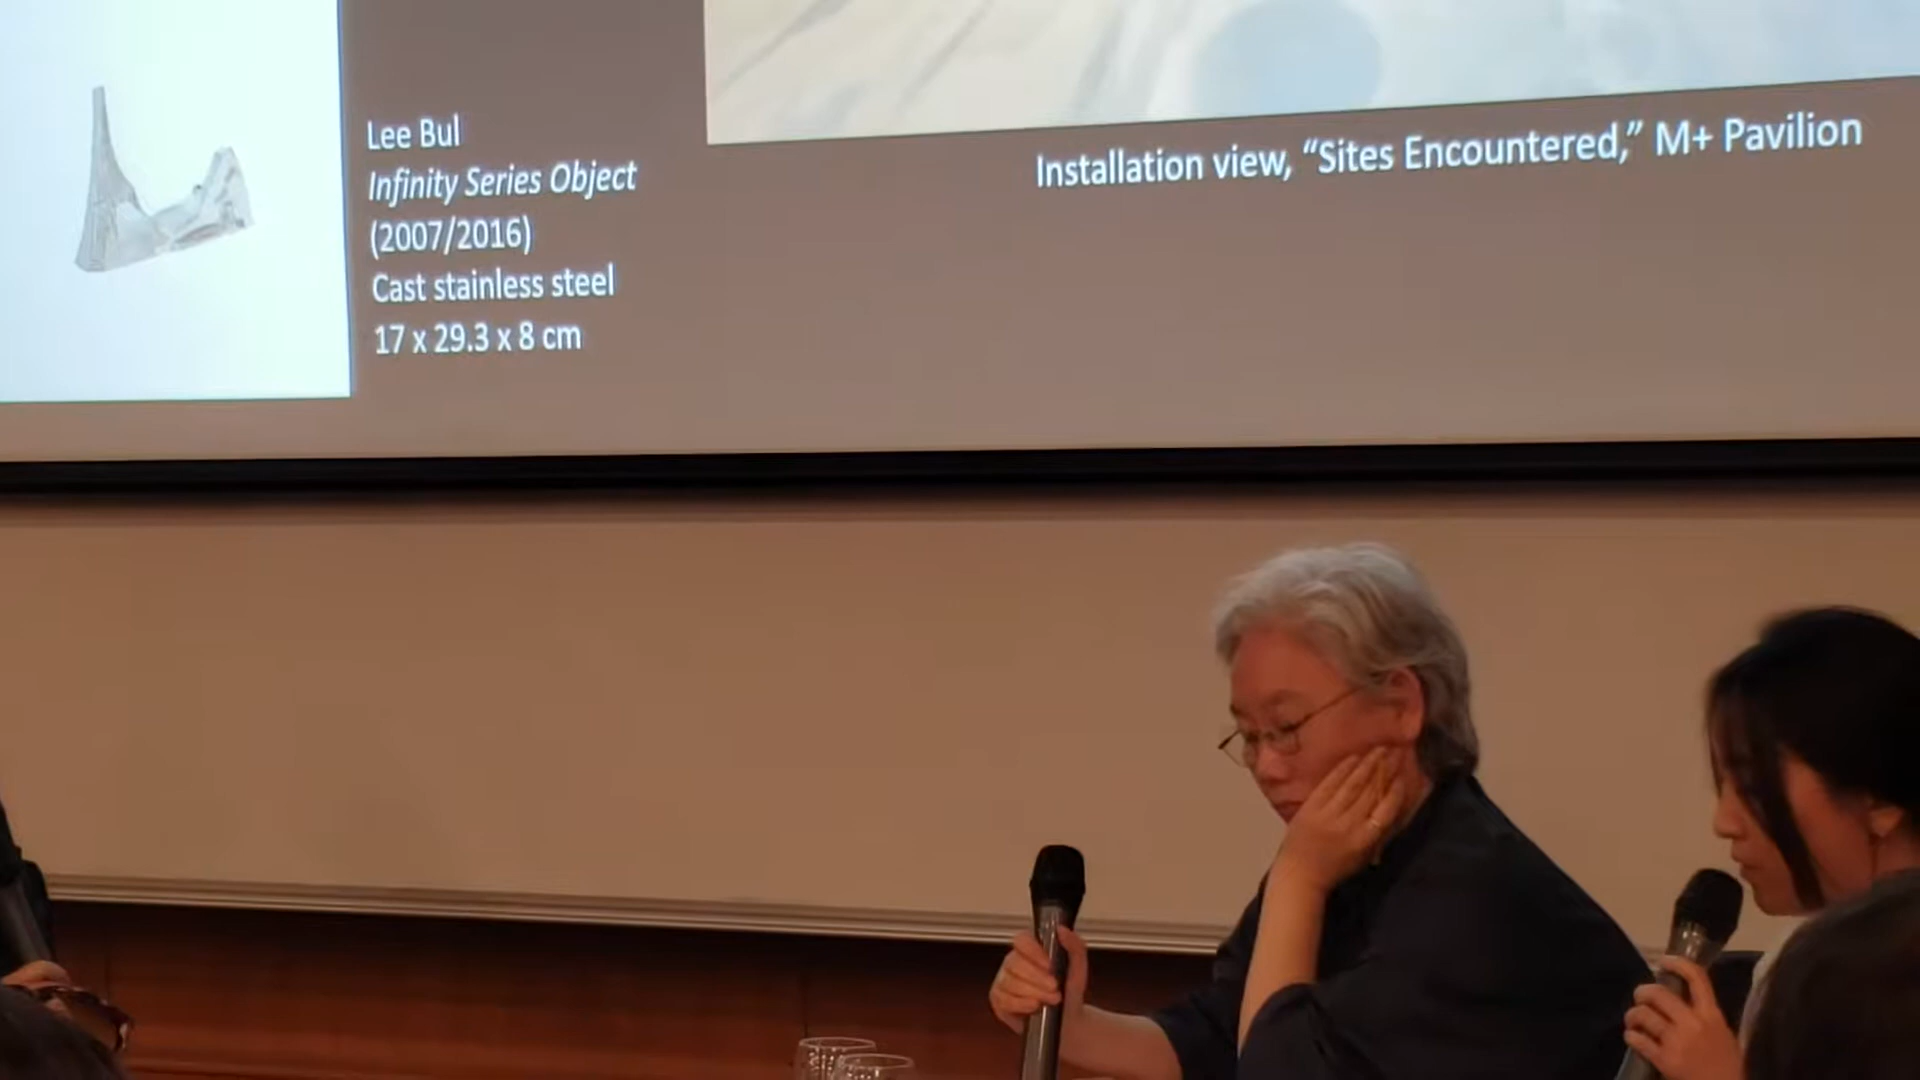 Lee Bul
Infinity Series Object
(2007/2016)
Cast stainless steel
17 x 29.3 x 8 cm
Installation view, “Sites Encountered,” M+ Pavilion